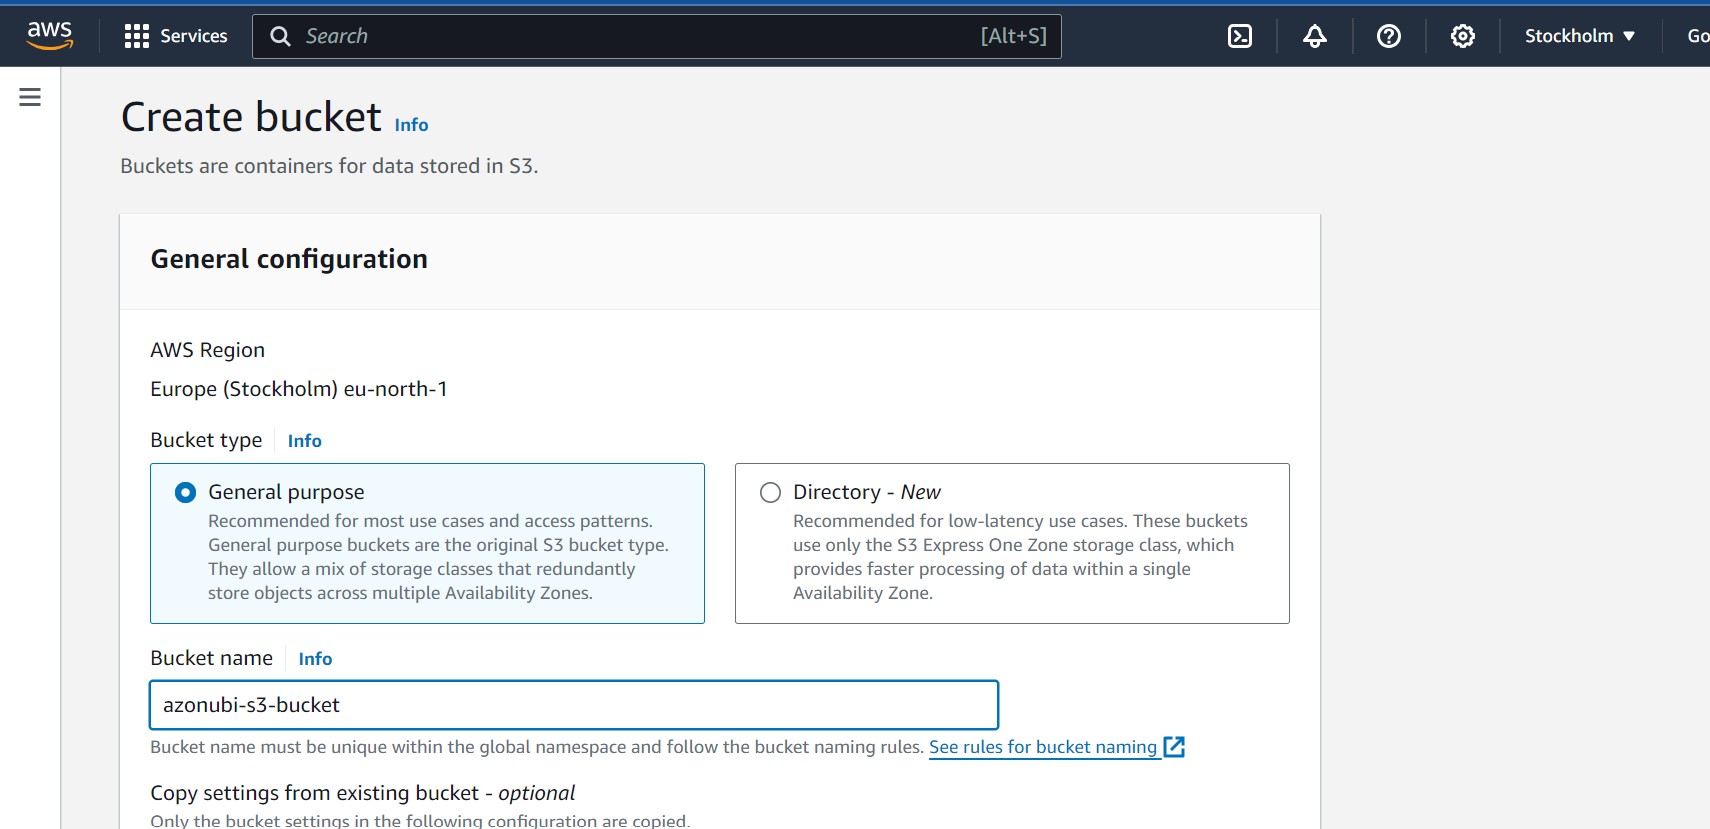 aws Services Search [Alt+S] Stockholm Go
Create bucket Info
Buckets are containers for data stored in S3.
General configuration
AWS Region
Europe (Stockholm) eu-north-1
Bucket type Info
General purpose
Recommended for most use cases and access patterns.
General purpose buckets are the original S3 bucket type.
They allow a mix of storage classes that redundantly
store objects across multiple Availability Zones.
Directory - New
Recommended for low-latency use cases. These buckets
use only the S3 Express One Zone storage class, which
provides faster processing of data within a single
Availability Zone.
Bucket name Info
azonubi-s3-bucket
Bucket name must be unique within the global namespace and follow the bucket naming rules. See rules for bucket naming
Copy settings from existing bucket - optional
Only the bucket settings in the following configuration are copied.